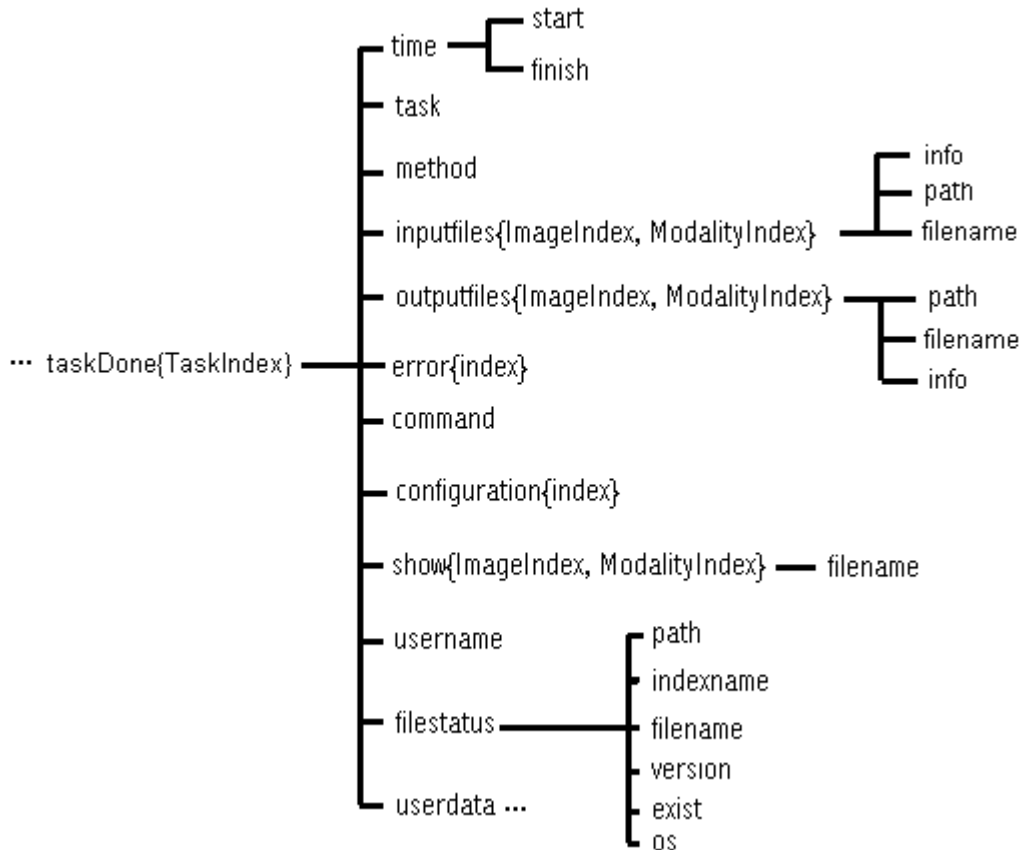 start
time
finish
task
method
info
path
inputfiles{ImageIndex, ModalityIndex}
filename
outputfiles{ImageIndex, ModalityIndex}
path
filename
info
... taskDone{TaskIndex}
error{index}
command
configuration{index}
show{ImageIndex, ModalityIndex}
filename
username
path
indexname
filestatus
filename
version
userdata ...
exist
os